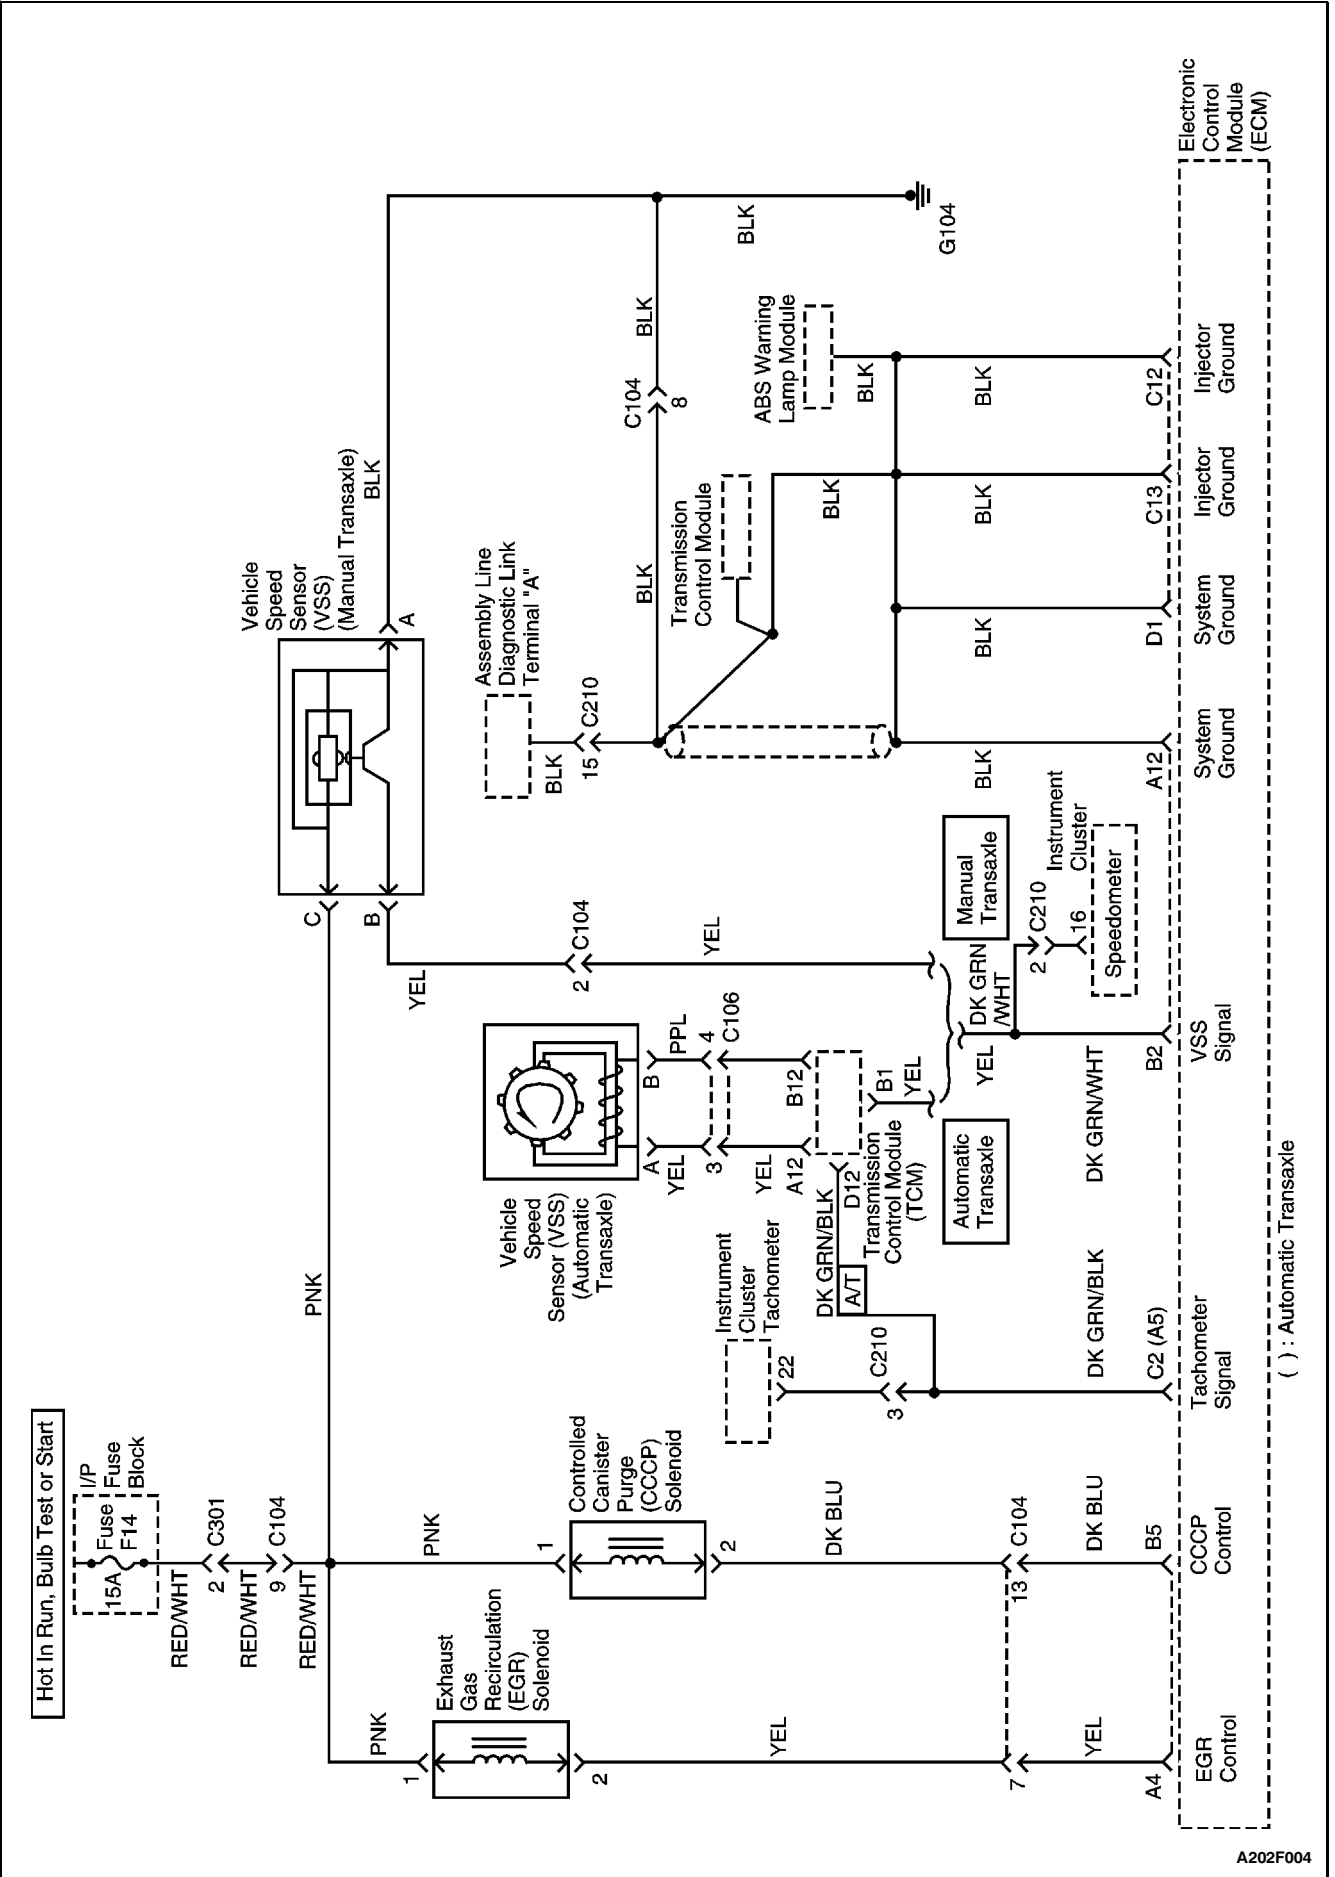 Hot In Run, Bulb Test or Start
I/P
Fuse
Block
Fuse
F14
15A
RED/WHT
2
C301
RED/WHT
9
C104
RED/WHT
PNK
PNK
PNK
1
Exhaust
Gas
Recirculation
(EGR)
Solenoid
2
YEL
7
YEL
A4
EGR
Control
1
Controlled
Canister
Purge
(CCCP)
Solenoid
2
DK BLU
13
C104
DK BLU
B5
CCCP
Control
Instrument
Cluster
Tachometer
22
3
C210
DK GRN/BLK
A/T
D12
DK GRN/BLK
C2 (A5)
Tachometer
Signal
Vehicle
Speed
Sensor (VSS)
(Automatic
Transaxle)
A
B
YEL
PPL
3
4
C106
YEL
A12
B12
Transmission
Control Module
(TCM)
B1
YEL
Automatic
Transaxle
Manual
Transaxle
YEL
DK GRN
/WHT
DK GRN/WHT
B2
VSS
Signal
2
C210
16
Instrument
Cluster
Speedometer
Vehicle
Speed
Sensor
(VSS)
(Manual Transaxle)
C
B
A
YEL
2
C104
YEL
BLK
Assembly Line
Diagnostic Link
Terminal "A"
BLK
15
C210
BLK
C104
8
BLK
BLK
G104
Transmission
Control Module
BLK
ABS Warning
Lamp Module
BLK
BLK
BLK
BLK
BLK
A12
D1
C13
C12
System
Ground
System
Ground
Injector
Ground
Injector
Ground
Electronic
Control
Module
(ECM)
( ) : Automatic Transaxle
A202F004